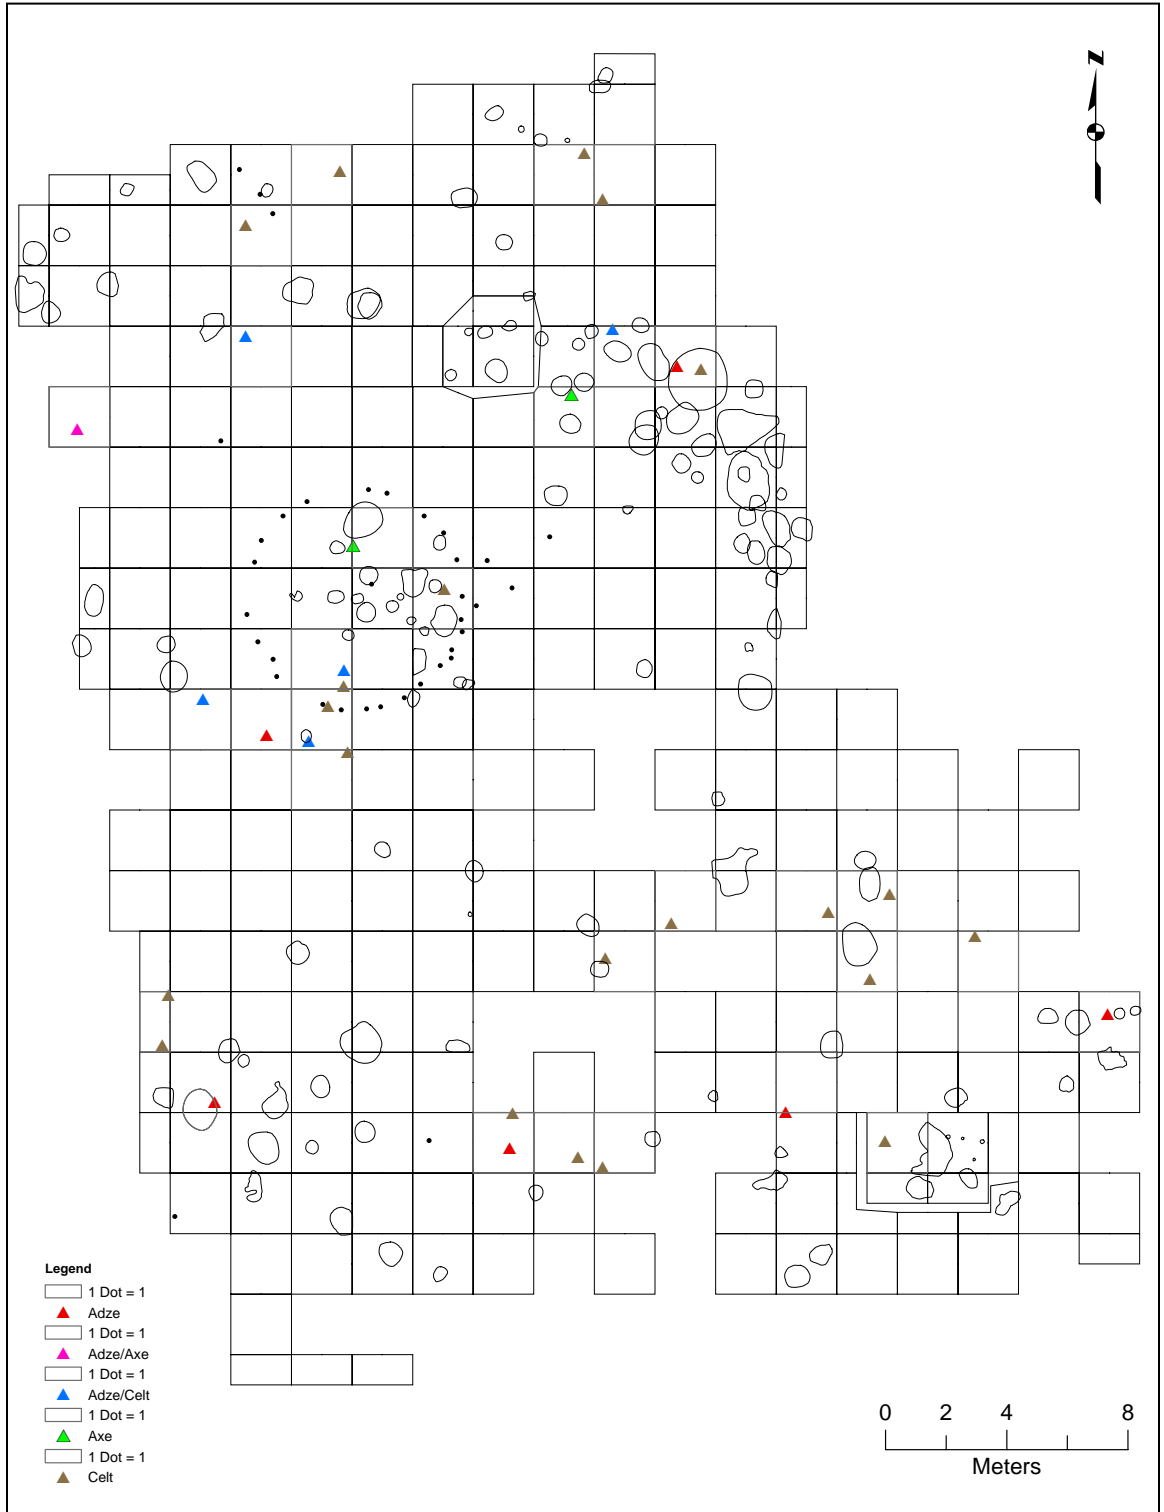 N
Legend
1 Dot = 1
Adze
1 Dot = 1
Adze/Axe
1 Dot = 1
Adze/Celt
1 Dot = 1
Axe
1 Dot = 1
Celt
0 2 4 8
Meters